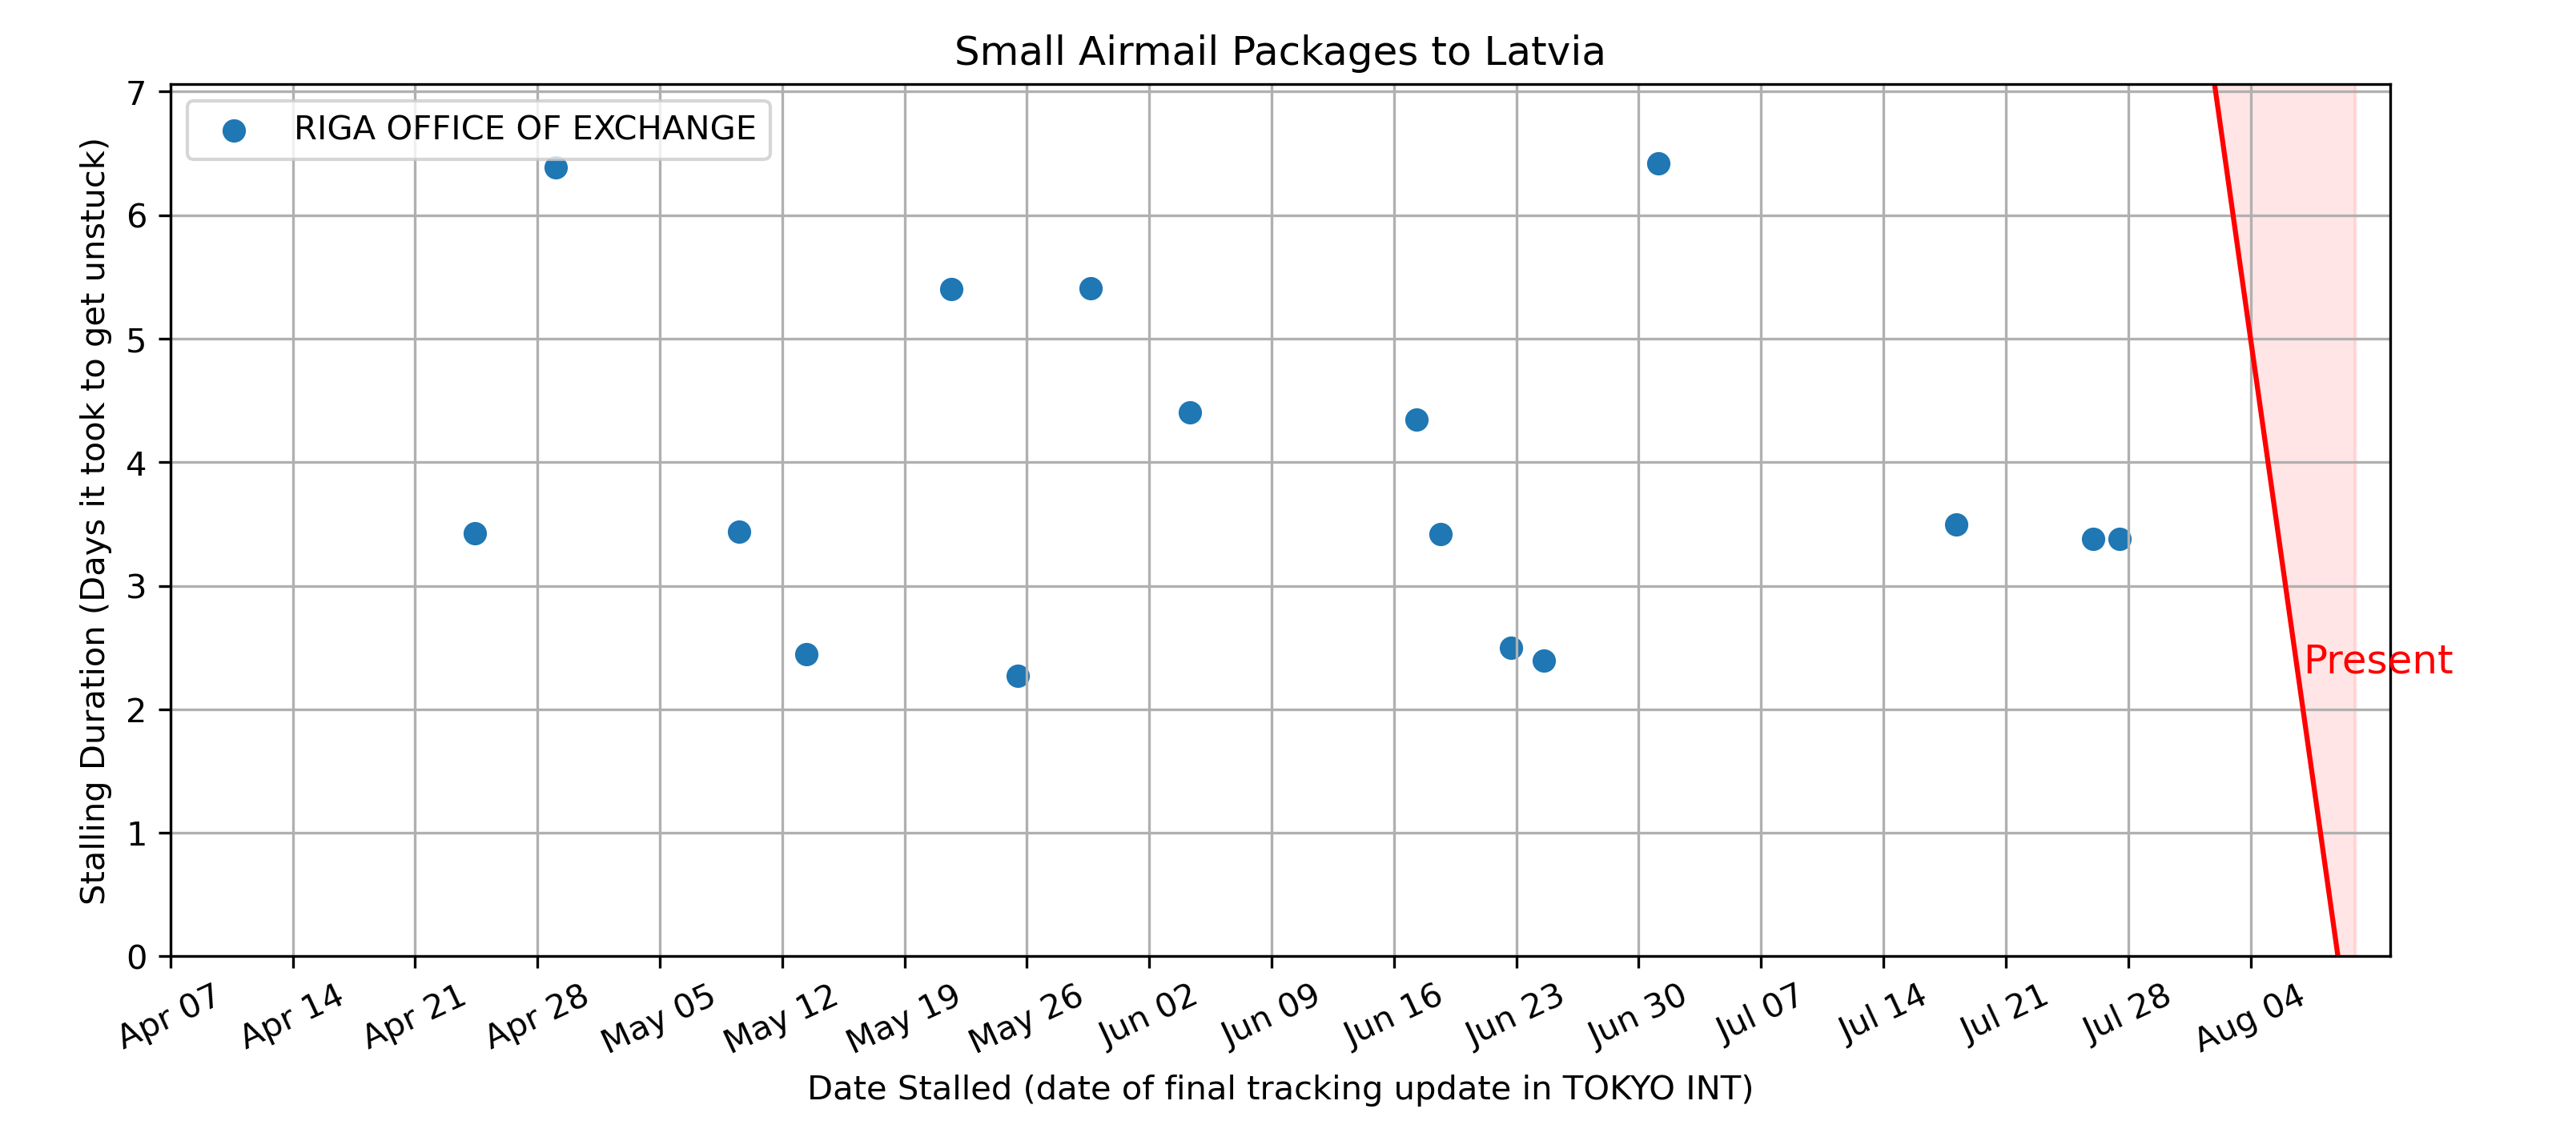 Small Airmail Packages to Latvia
RIGA OFFICE OF EXCHANGE
Stalling Duration (Days it took to get unstuck)
7
6
5
4
3
2
1
0
Present
Apr 07
Apr 14
Apr 21
Apr 28
May 05
May 12
May 19
May 26
Jun 02
Jun 09
Jun 16
Jun 23
Jun 30
Jul 07
Jul 14
Jul 21
Jul 28
Aug 04
Date Stalled (date of final tracking update in TOKYO INT)